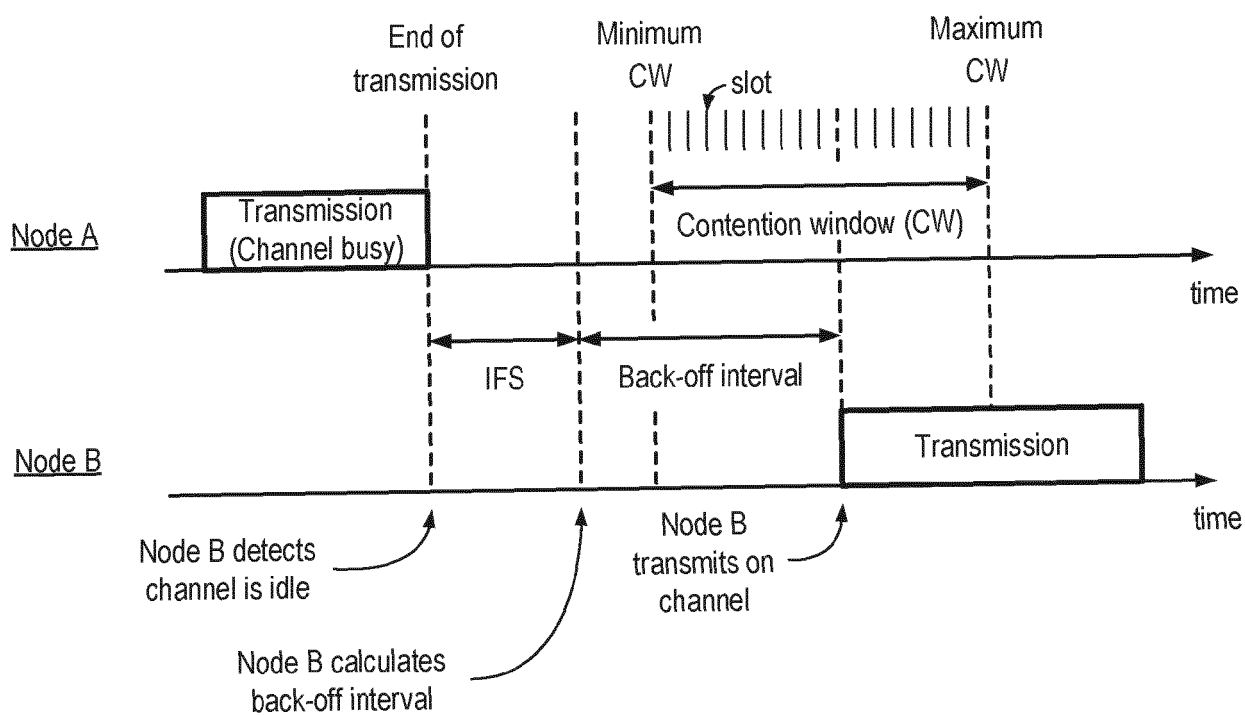 End of
transmission
Minimum
CW
Maximum
CW
slot
Node A
Transmission
(Channel busy)
Contention window (CW)
time
IFS
Back-off interval
Node B
Transmission
time
Node B detects
channel is idle
Node B
transmits on
channel
Node B calculates
back-off interval